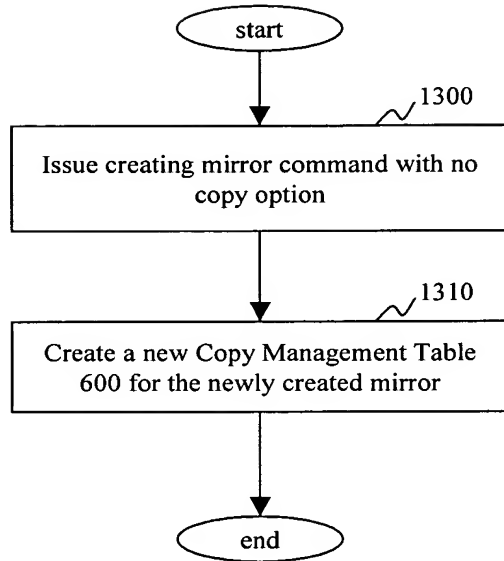 start
1300
Issue creating mirror command with no
copy option
1310
Create a new Copy Management Table
600 for the newly created mirror
end